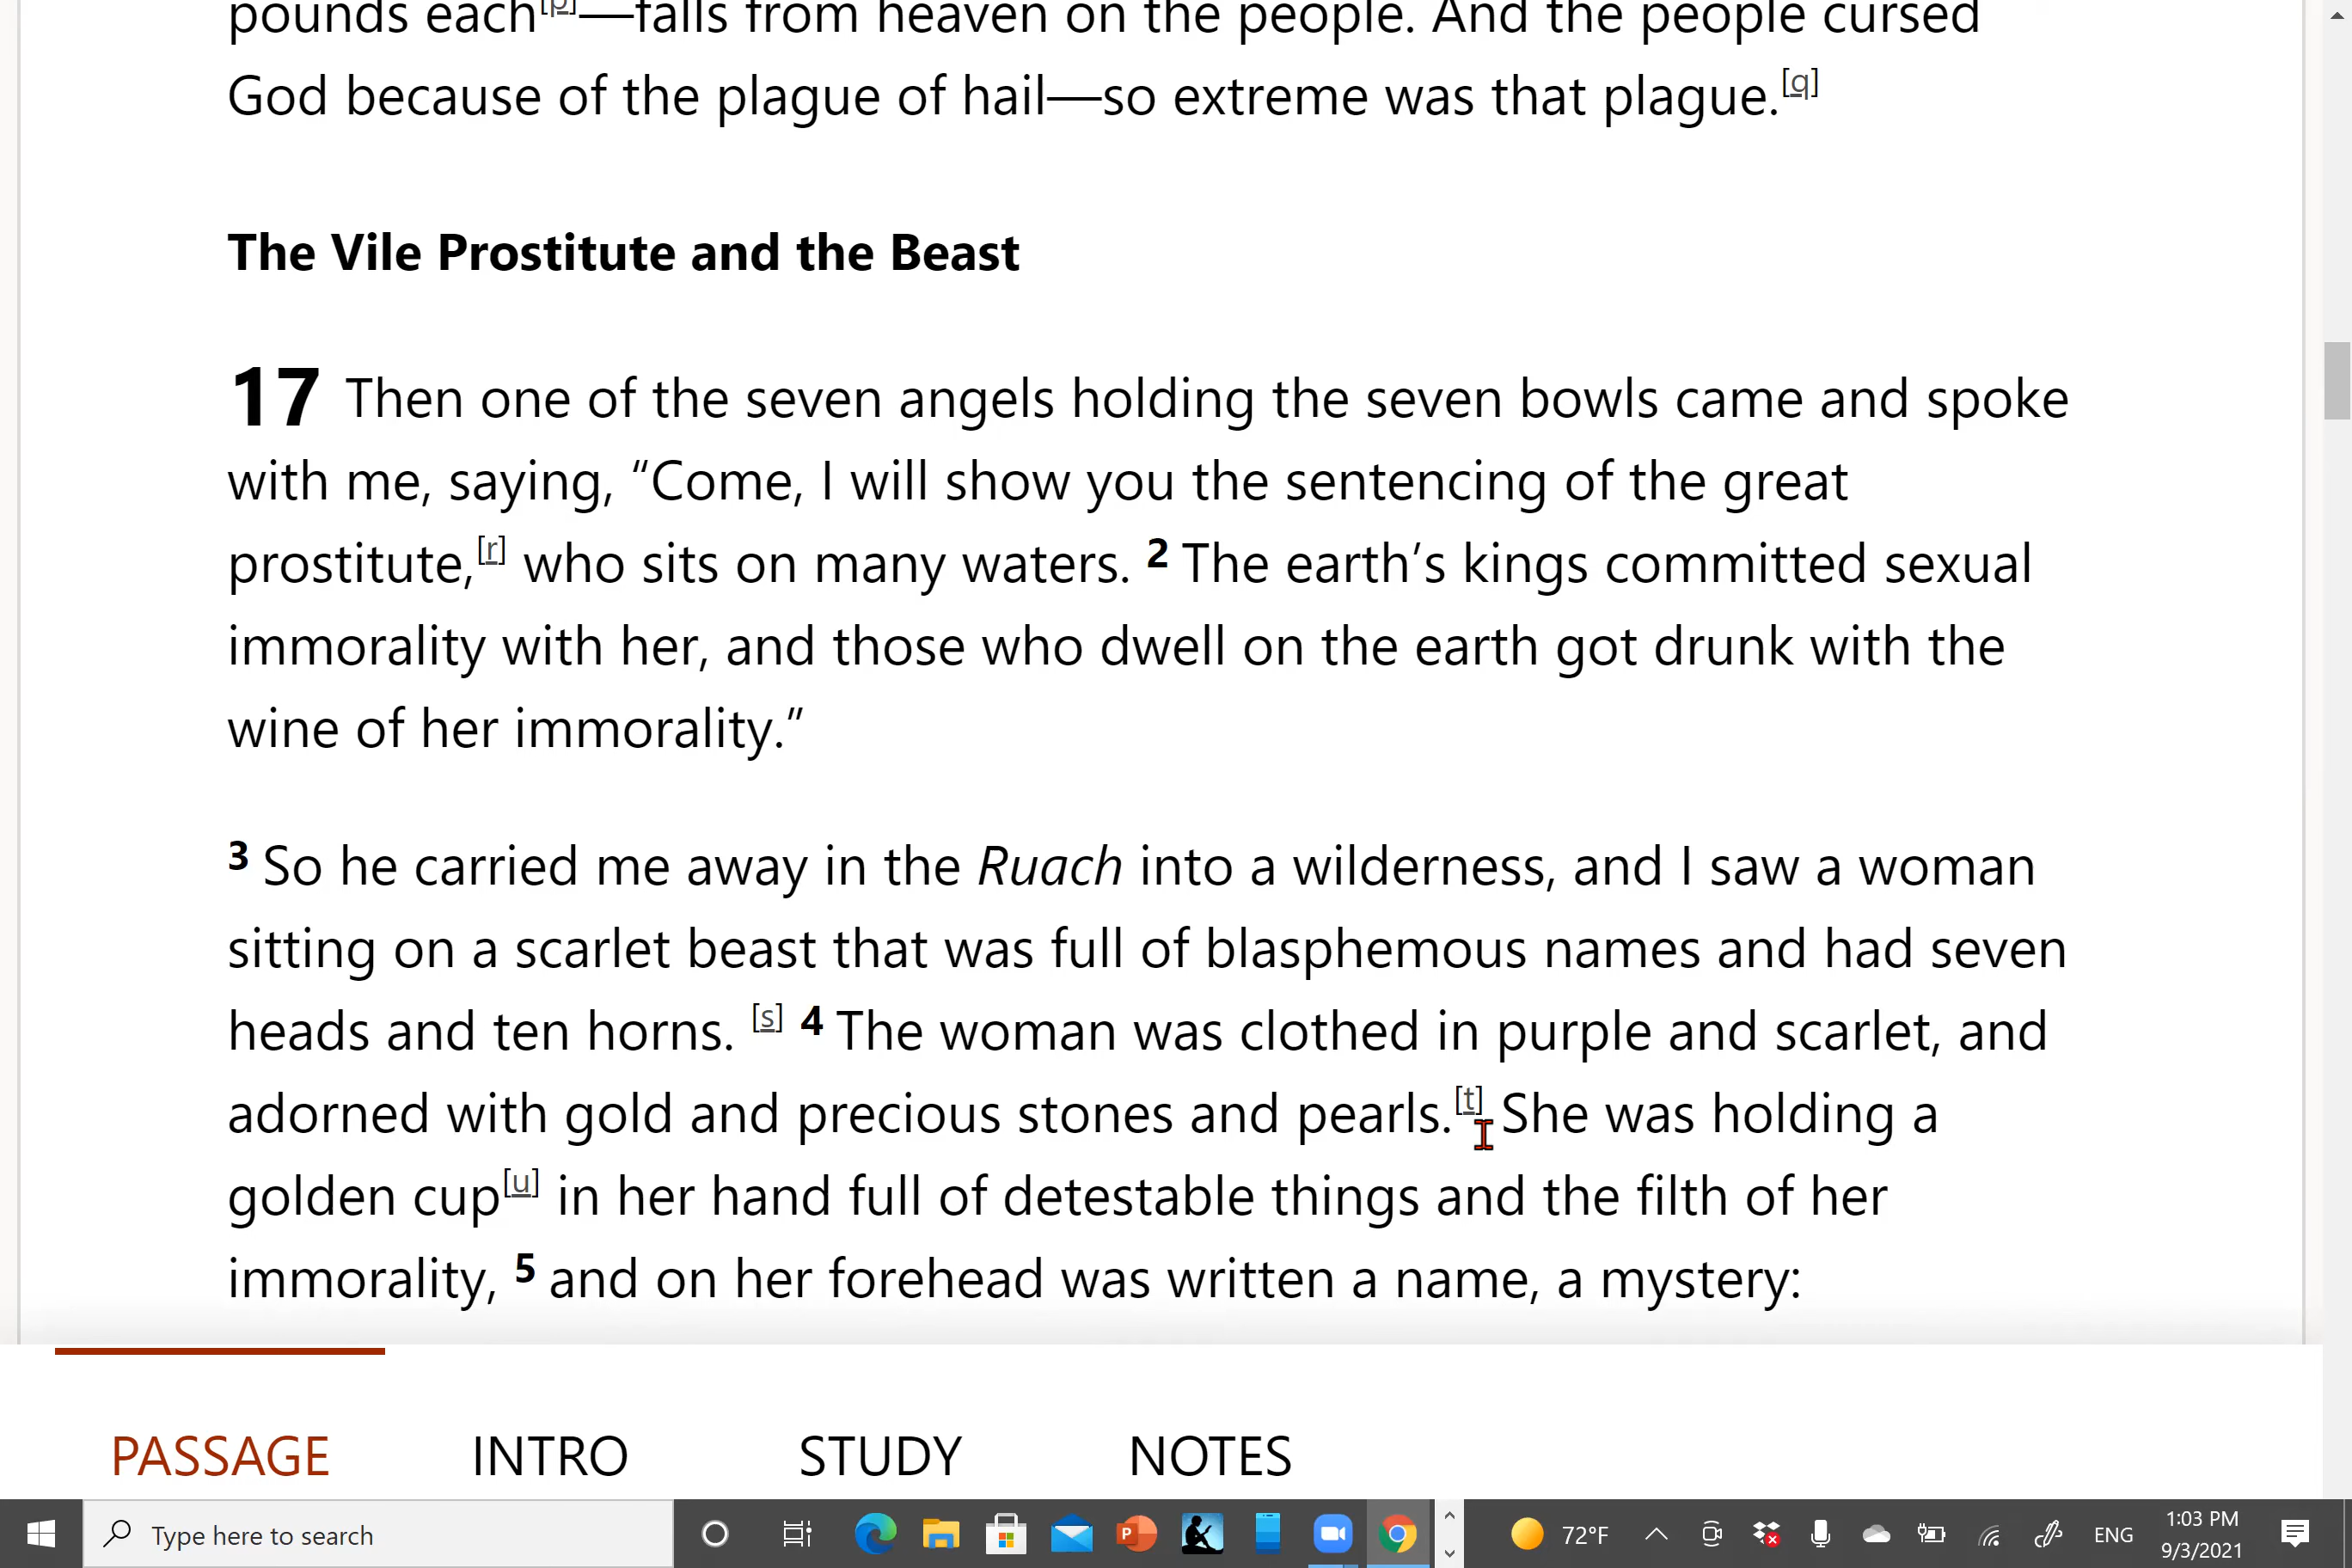 pounds each[p]—falls from heaven on the people. And the people cursed
God because of the plague of hail—so extreme was that plague.[q]
The Vile Prostitute and the Beast
17 Then one of the seven angels holding the seven bowls came and spoke
with me, saying, “Come, I will show you the sentencing of the great
prostitute,[r] who sits on many waters. 2 The earth’s kings committed sexual
immorality with her, and those who dwell on the earth got drunk with the
wine of her immorality.”
3 So he carried me away in the Ruach into a wilderness, and I saw a woman
sitting on a scarlet beast that was full of blasphemous names and had seven
heads and ten horns. [s] 4 The woman was clothed in purple and scarlet, and
adorned with gold and precious stones and pearls.[t] She was holding a
golden cup[u] in her hand full of detestable things and the filth of her
immorality, 5 and on her forehead was written a name, a mystery:
PASSAGE INTRO STUDY NOTES
Type here to search
P
72°F
ENG
1:03 PM
9/3/2021